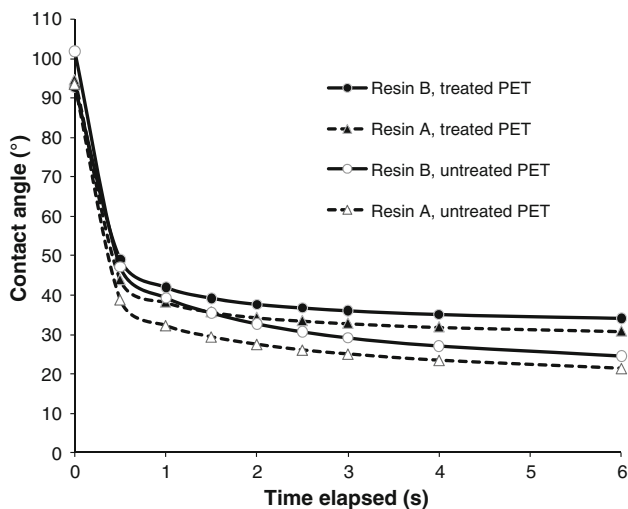 110
100
90
80
70
60
50
40
30
20
10
0
Contact angle (°)
Resin B, treated PET
Resin A, treated PET
Resin B, untreated PET
Resin A, untreated PET
0 1 2 3 4 5 6
Time elapsed (s)